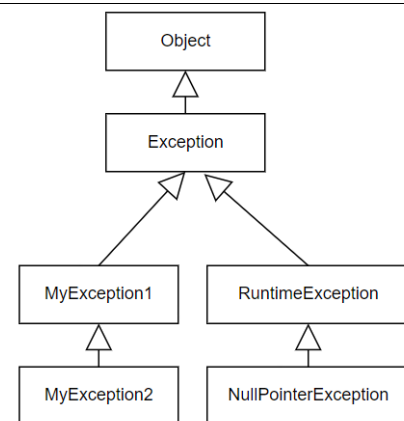 Object
Exception
MyException1
RuntimeException
MyException2
NullPointerException